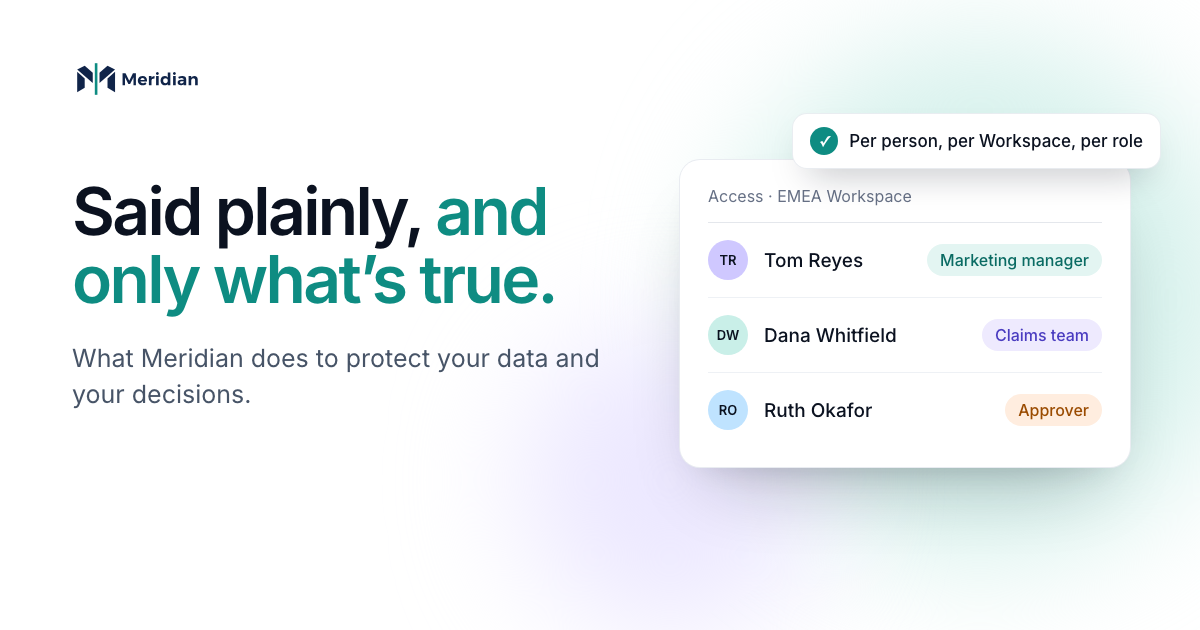 Meridian
Said plainly, and
only what’s true.
What Meridian does to protect your data and
your decisions.
✓ Per person, per Workspace, per role
Access · EMEA Workspace
TR Tom Reyes Marketing manager
DW Dana Whitfield Claims team
RO Ruth Okafor Approver